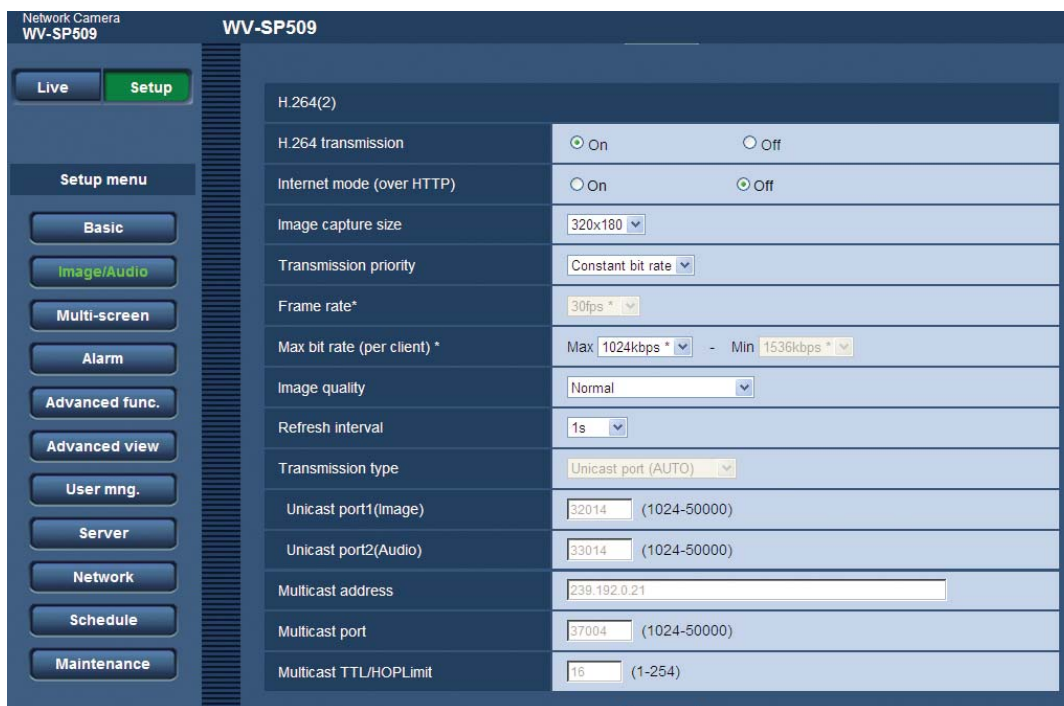 Network Camera
WV-SP509
WV-SP509
Live Setup
Setup menu
Basic
Image/Audio
Multi-screen
Alarm
Advanced func.
Advanced view
User mng.
Server
Network
Schedule
Maintenance
H.264(2)
H.264 transmission On Off
Internet mode (over HTTP) On Off
Image capture size 320x180
Transmission priority Constant bit rate
Frame rate* 30fps *
Max bit rate (per client) * Max 1024kbps * - Min 1536kbps *
Image quality Normal
Refresh interval 1s
Transmission type Unicast port (AUTO)
Unicast port1(Image) 32014 (1024-50000)
Unicast port2(Audio) 33014 (1024-50000)
Multicast address 239.192.0.21
Multicast port 37004 (1024-50000)
Multicast TTL/HOPLimit 16 (1-254)